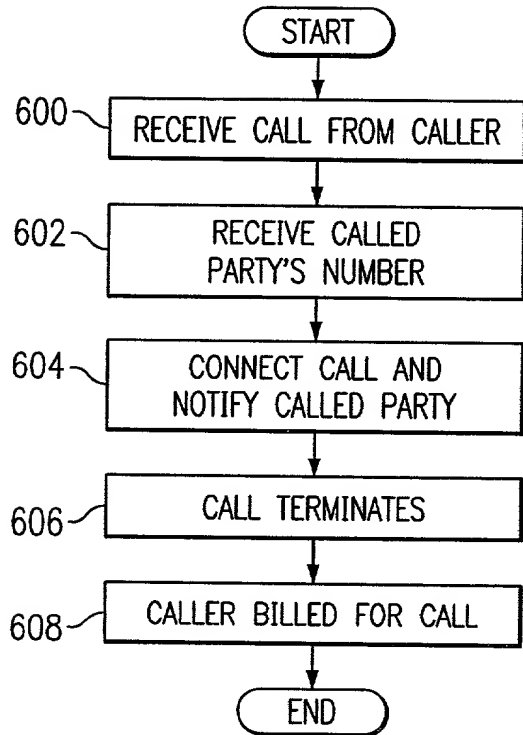 START
600
RECEIVE CALL FROM CALLER
602
RECEIVE CALLED
PARTY'S NUMBER
604
CONNECT CALL AND
NOTIFY CALLED PARTY
606
CALL TERMINATES
608
CALLER BILLED FOR CALL
END